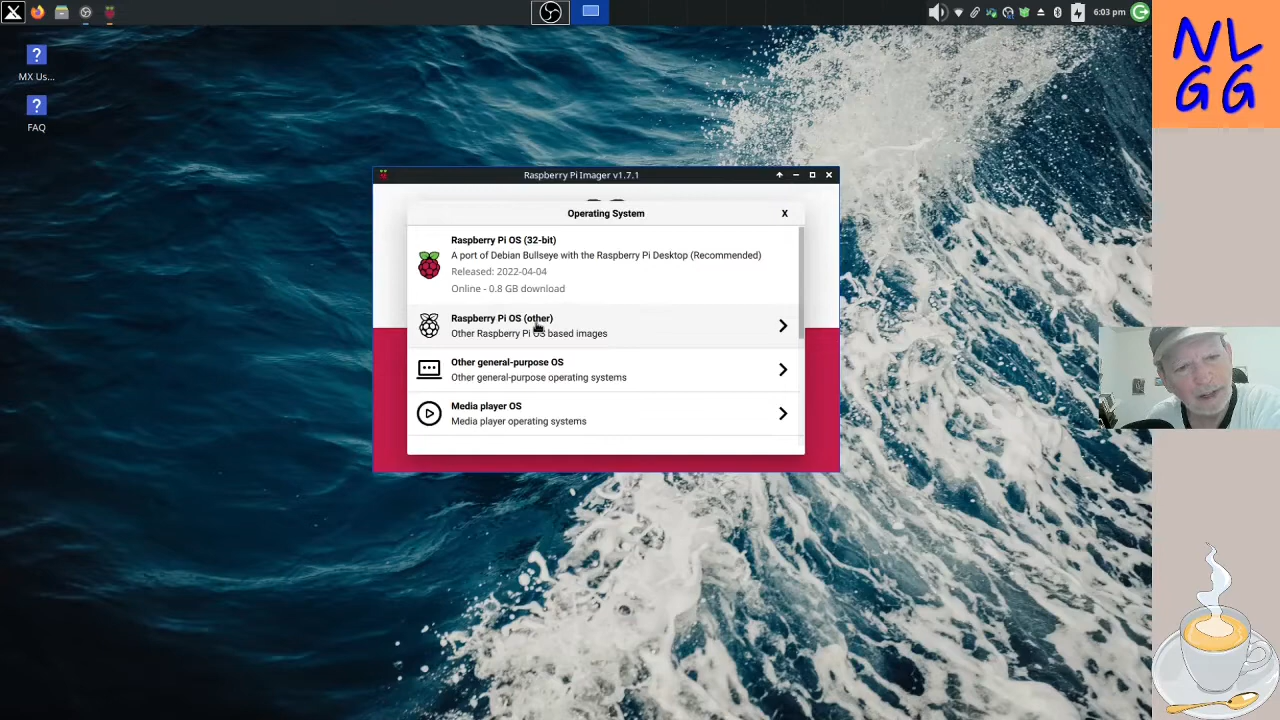 6:03 pm
NL
GG
MX Us...
FAQ
Raspberry Pi Imager v1.7.1
Operating System
X
Raspberry Pi OS (32-bit)
A port of Debian Bullseye with the Raspberry Pi Desktop (Recommended)
Released: 2022-04-04
Online - 0.8 GB download
Raspberry Pi OS (other)
Other Raspberry Pi OS based images
Other general-purpose OS
Other general-purpose operating systems
Media player OS
Media player operating systems